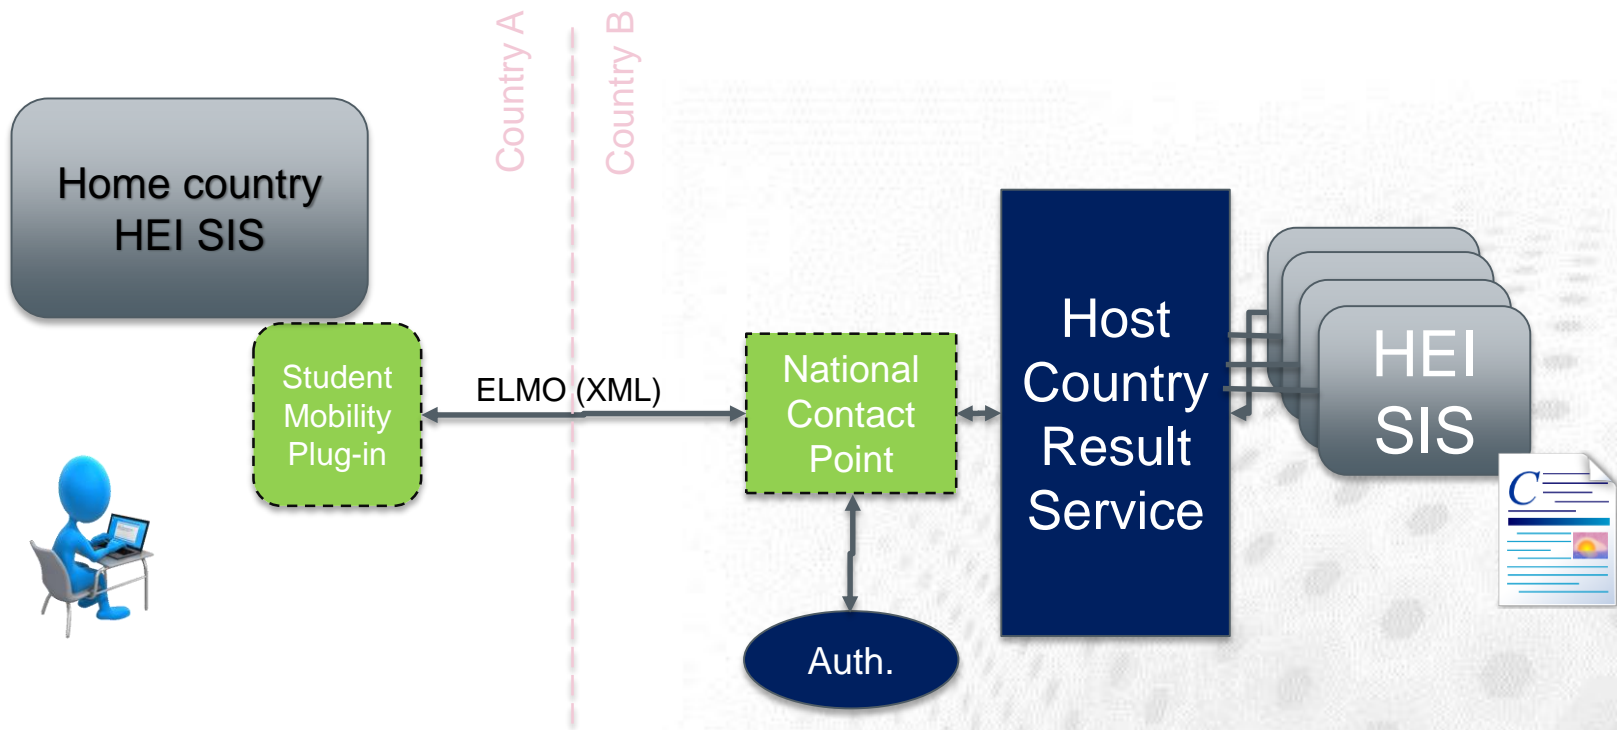 Country A
Country B
Home country
HEI SIS
Student
Mobility
Plug-in
ELMO (XML)
National
Contact
Point
Auth.
Host
Country
Result
Service
HEI
SIS
C